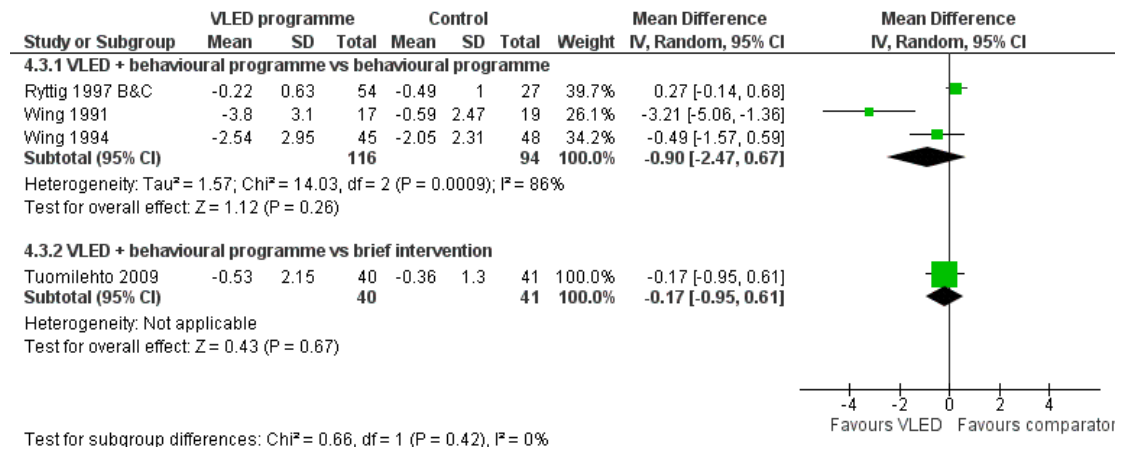 VLED programme Control Mean Difference Mean Difference
Study or Subgroup Mean SD Total Mean SD Total Weight IV, Random, 95% CI IV, Random, 95% CI
4.3.1 VLED + behavioural programme vs behavioural programme
Ryttig 1997 B&C -0.22 0.63 54 -0.49 1 27 39.7% 0.27 [-0.14, 0.68]
Wing 1991 -3.8 3.1 17 -0.59 2.47 19 26.1% -3.21 [-5.06, -1.36]
Wing 1994 -2.54 2.95 45 -2.05 2.31 48 34.2% -0.49 [-1.57, 0.59]
Subtotal (95% CI) 116 94 100.0% -0.90 [-2.47, 0.67]
Heterogeneity: Tau² = 1.57; Chi² = 14.03, df = 2 (P = 0.0009); I² = 86%
Test for overall effect: Z = 1.12 (P = 0.26)
4.3.2 VLED + behavioural programme vs brief intervention
Tuomilehto 2009 -0.53 2.15 40 -0.36 1.3 41 100.0% -0.17 [-0.95, 0.61]
Subtotal (95% CI) 40 41 100.0% -0.17 [-0.95, 0.61]
Heterogeneity: Not applicable
Test for overall effect: Z = 0.43 (P = 0.67)
-4 -2 0 2 4
Favours VLED Favours comparator
Test for subgroup differences: Chi² = 0.66, df = 1 (P = 0.42), I² = 0%